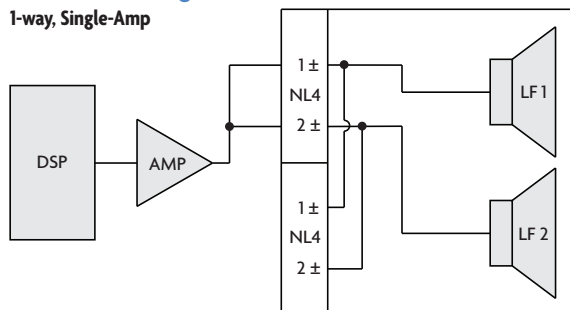 1-way, Single-Amp
DSP
AMP
1 ±
NL4
2 ±
1 ±
NL4
2 ±
LF 1
LF 2